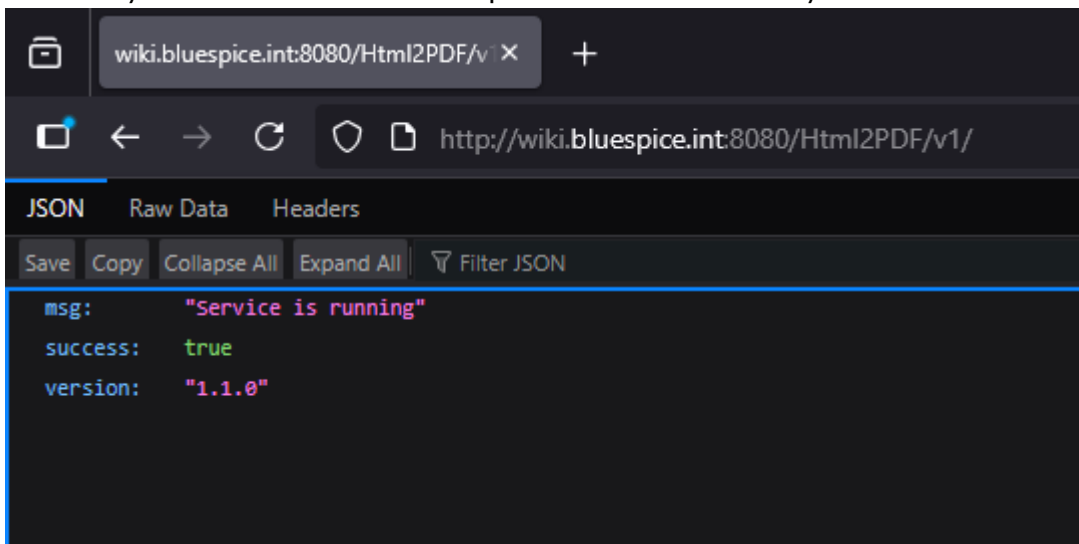 wiki.bluespice.int:8080/Html2PDF/v1
http://wiki.bluespice.int:8080/Html2PDF/v1/
JSON Raw Data Headers
Save Copy Collapse All Expand All Filter JSON
msg: "Service is running"
success: true
version: "1.1.0"